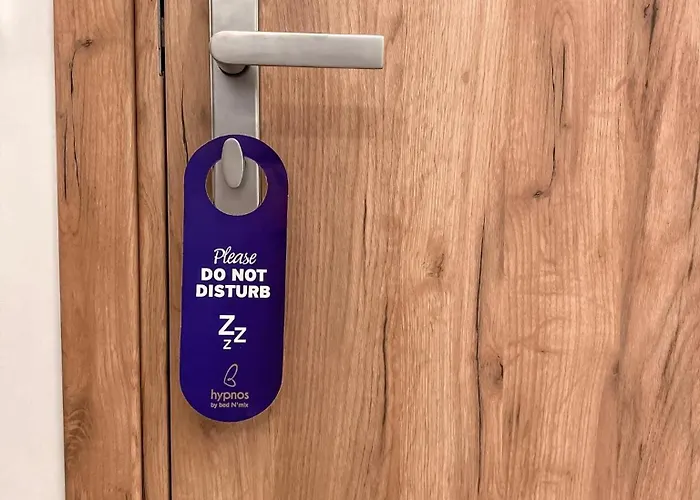 Please
DO NOT
DISTURB
Z
Z
Z
hypnos
by bed N'mix